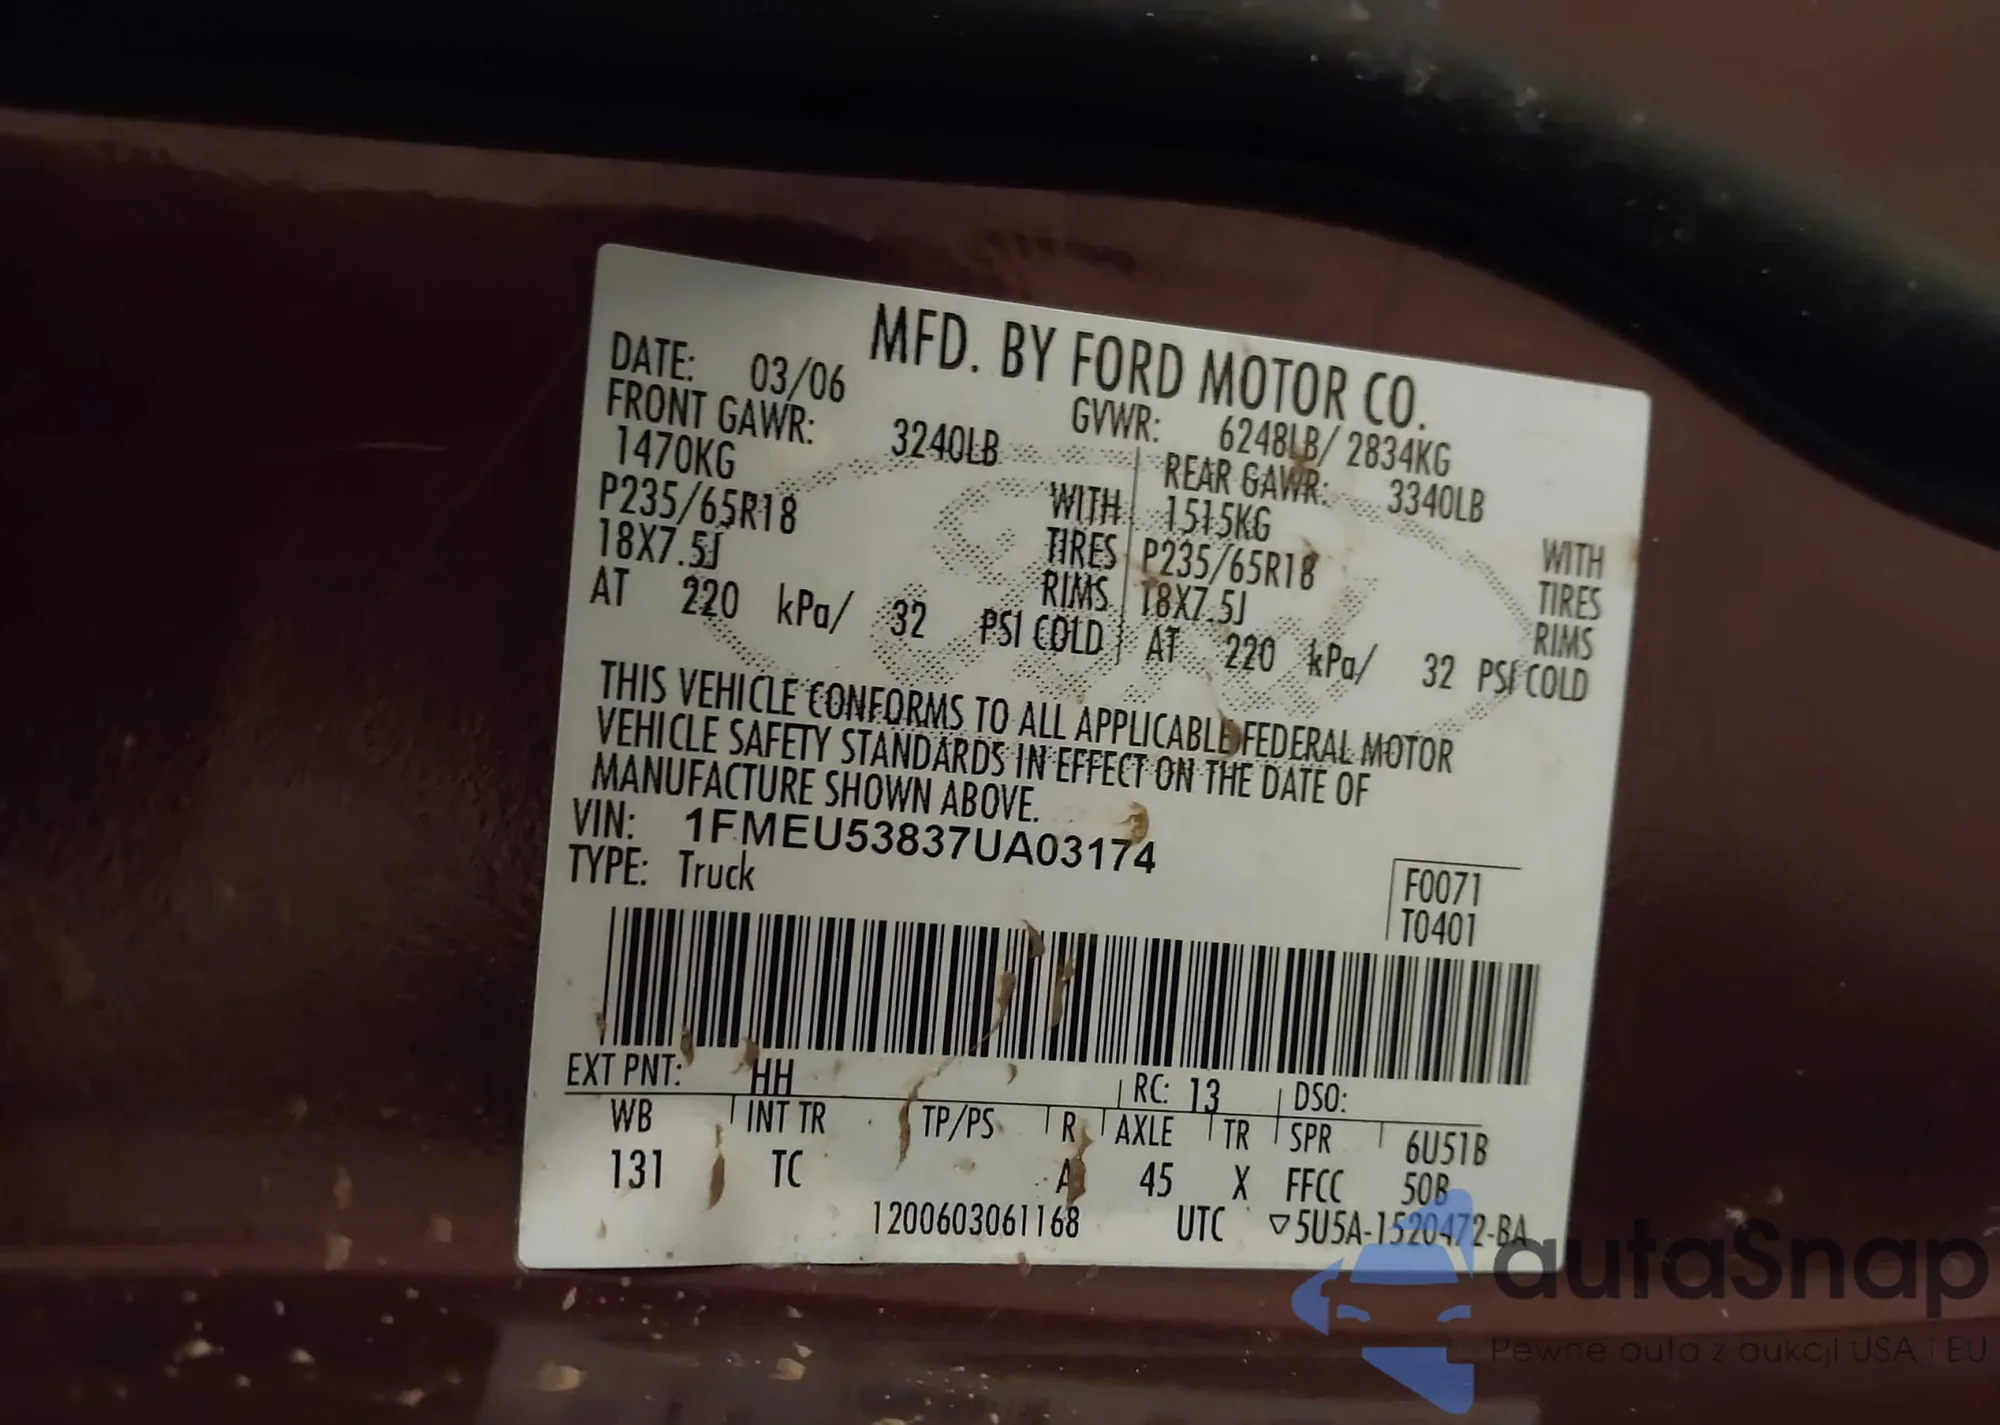 MFD. BY FORD MOTOR CO.
DATE: 03/06 GVWR: 6248LB/ 2834KG
FRONT GAWR: 3240LB REAR GAWR: 3340LB
1470KG WITH 1515KG WITH
P235/65R18 TIRES P235/65R18 TIRES
18X7.5J RIMS 18X7.5J RIMS
AT 220 kPa/ 32 PSI COLD AT 220 kPa/ 32 PSI COLD
THIS VEHICLE CONFORMS TO ALL APPLICABLE FEDERAL MOTOR
VEHICLE SAFETY STANDARDS IN EFFECT ON THE DATE OF
MANUFACTURE SHOWN ABOVE.
VIN: 1FMEU53837UA03174
TYPE: Truck
F0071
T0401
EXT PNT: HH RC: 13 DSO:
WB INT TR TP/PS R AXLE TR SPR 6U51B
131 TC A 45 X FFCC 50B
1200603061168 UTC ▽5U5A-1520472-BA
autaSnap
Pewne auta z aukcji USA i EU